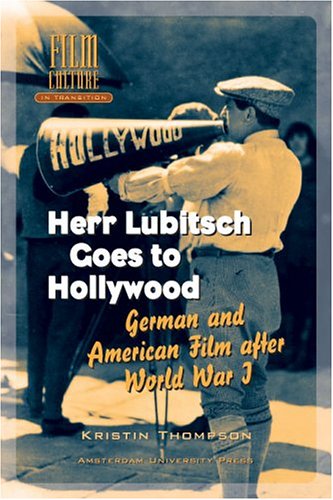 FILM
CULTURE
IN TRANSITION
HOLLYWOOD
Herr Lubitsch
Goes to
Hollywood
German and
American Film after
World War I
KRISTIN THOMPSON
AMSTERDAM UNIVERSITY PRESS